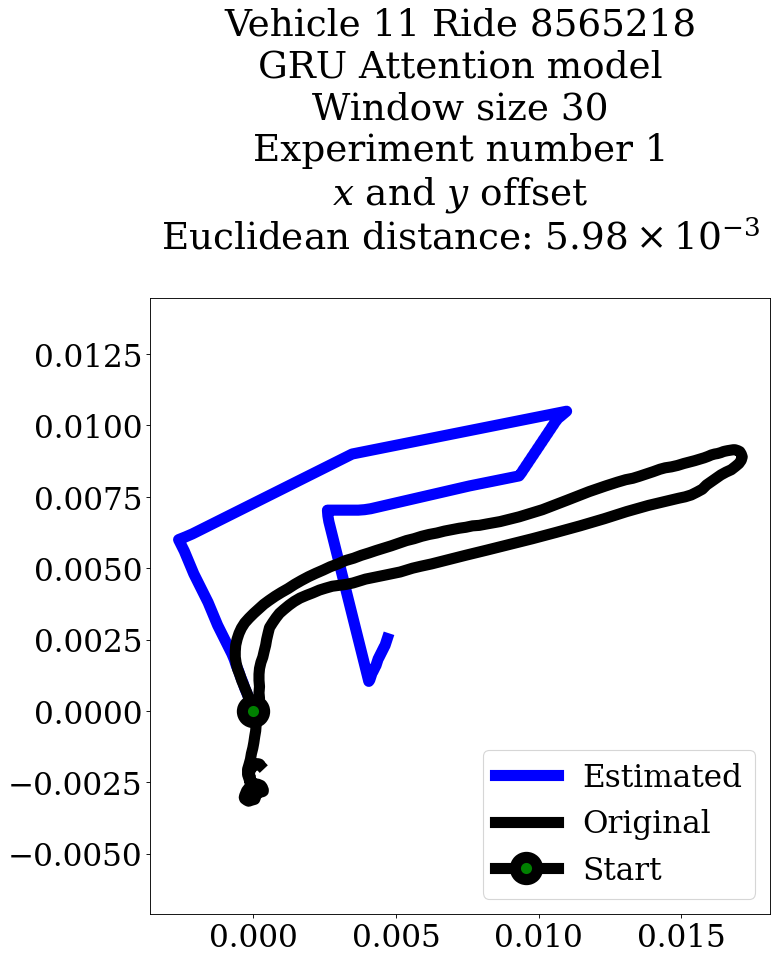 Vehicle 11 Ride 8565218
GRU Attention model
Window size 30
Experiment number 1
x and y offset
Euclidean distance: 5.98 × 10⁻³
0.0125
0.0100
0.0075
0.0050
0.0025
0.0000
−0.0025
−0.0050
Estimated
Original
Start
0.000 0.005 0.010 0.015